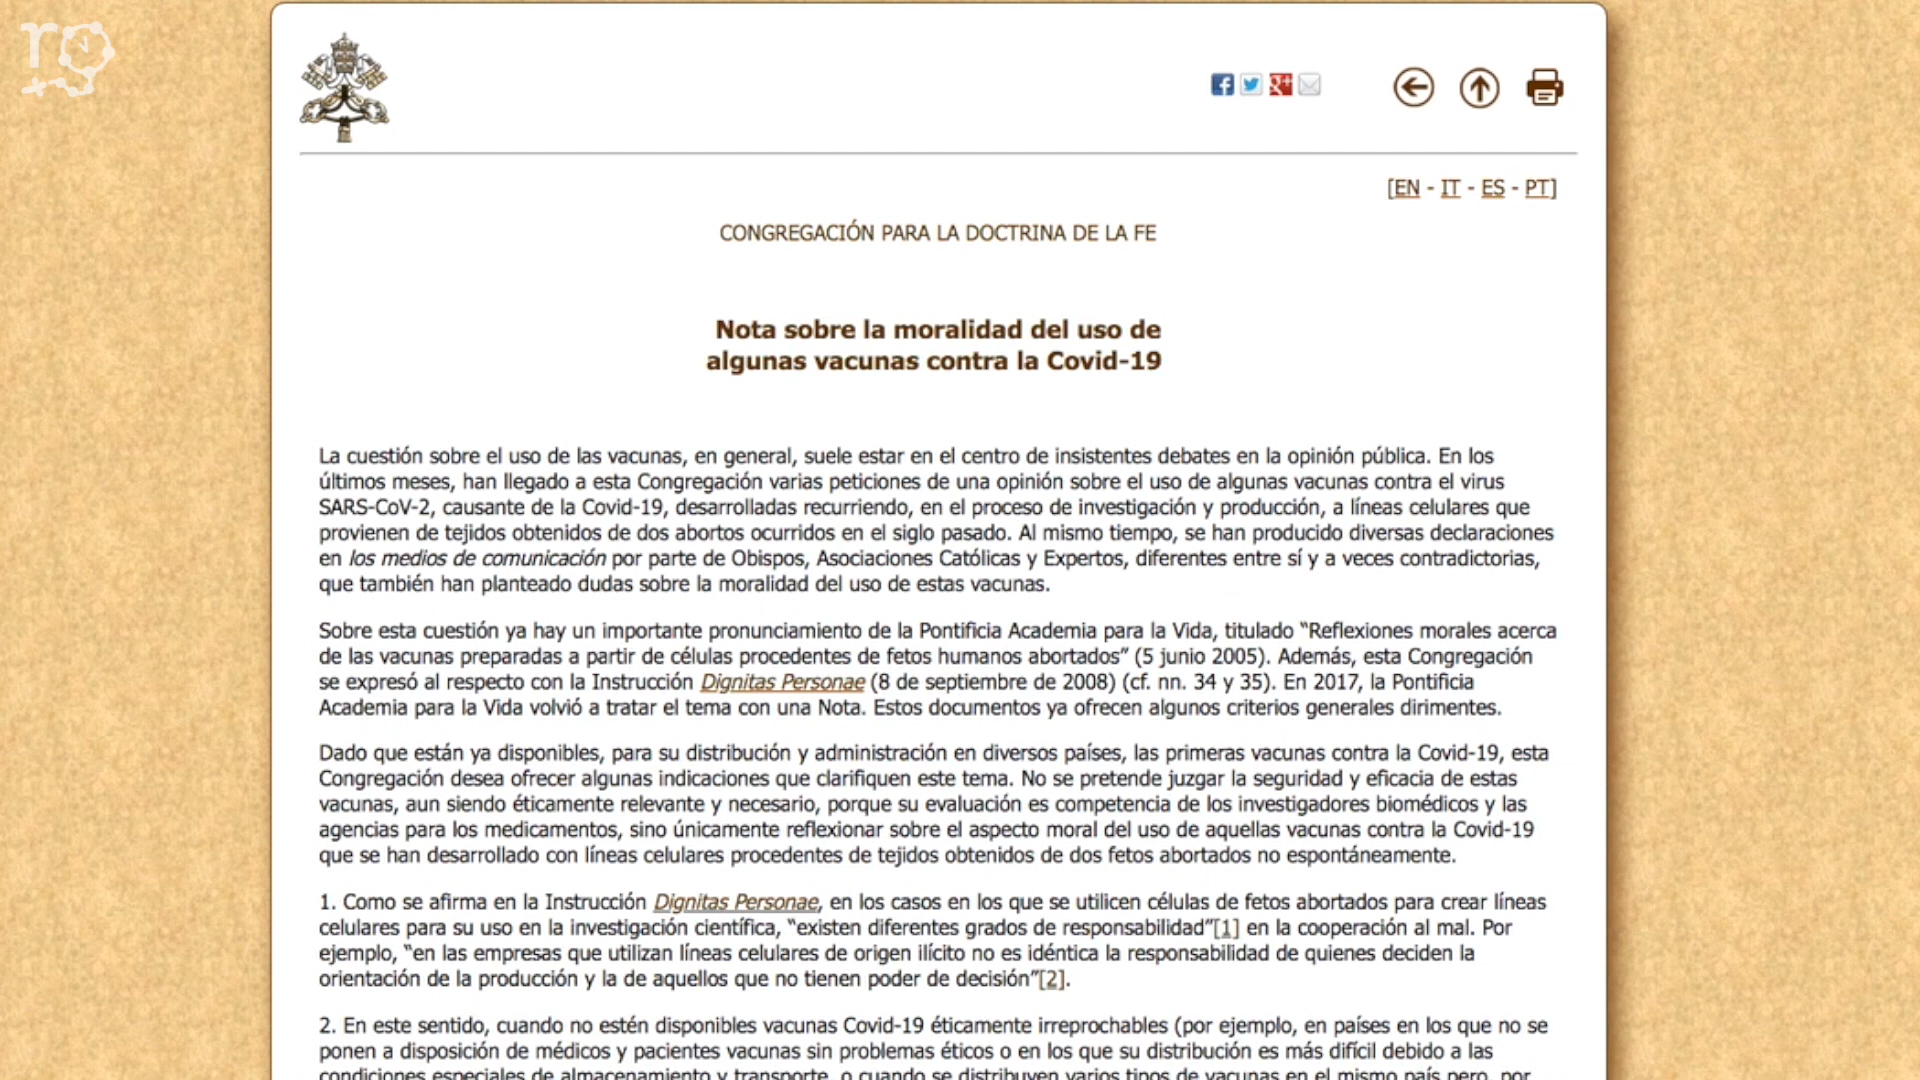 [EN - IT - ES - PT]
CONGREGACIÓN PARA LA DOCTRINA DE LA FE
Nota sobre la moralidad del uso de
algunas vacunas contra la Covid-19
La cuestión sobre el uso de las vacunas, en general, suele estar en el centro de insistentes debates en la opinión pública. En los
últimos meses, han llegado a esta Congregación varias peticiones de una opinión sobre el uso de algunas vacunas contra el virus
SARS-CoV-2, causante de la Covid-19, desarrolladas recurriendo, en el proceso de investigación y producción, a líneas celulares que
provienen de tejidos obtenidos de dos abortos ocurridos en el siglo pasado. Al mismo tiempo, se han producido diversas declaraciones
en los medios de comunicación por parte de Obispos, Asociaciones Católicas y Expertos, diferentes entre sí y a veces contradictorias,
que también han planteado dudas sobre la moralidad del uso de estas vacunas.
Sobre esta cuestión ya hay un importante pronunciamiento de la Pontificia Academia para la Vida, titulado “Reflexiones morales acerca
de las vacunas preparadas a partir de células procedentes de fetos humanos abortados” (5 junio 2005). Además, esta Congregación
se expresó al respecto con la Instrucción Dignitas Personae (8 de septiembre de 2008) (cf. nn. 34 y 35). En 2017, la Pontificia
Academia para la Vida volvió a tratar el tema con una Nota. Estos documentos ya ofrecen algunos criterios generales dirimentes.
Dado que están ya disponibles, para su distribución y administración en diversos países, las primeras vacunas contra la Covid-19, esta
Congregación desea ofrecer algunas indicaciones que clarifiquen este tema. No se pretende juzgar la seguridad y eficacia de estas
vacunas, aun siendo éticamente relevante y necesario, porque su evaluación es competencia de los investigadores biomédicos y las
agencias para los medicamentos, sino únicamente reflexionar sobre el aspecto moral del uso de aquellas vacunas contra la Covid-19
que se han desarrollado con líneas celulares procedentes de tejidos obtenidos de dos fetos abortados no espontáneamente.
1. Como se afirma en la Instrucción Dignitas Personae, en los casos en los que se utilicen células de fetos abortados para crear líneas
celulares para su uso en la investigación científica, “existen diferentes grados de responsabilidad”[1] en la cooperación al mal. Por
ejemplo, “en las empresas que utilizan líneas celulares de origen ilícito no es idéntica la responsabilidad de quienes deciden la
orientación de la producción y la de aquellos que no tienen poder de decisión”[2].
2. En este sentido, cuando no estén disponibles vacunas Covid-19 éticamente irreprochables (por ejemplo, en países en los que no se
ponen a disposición de médicos y pacientes vacunas sin problemas éticos o en los que su distribución es más difícil debido a las
condiciones especiales de almacenamiento y transporte, o cuando se distribuyen varios tipos de vacunas en el mismo país pero, por